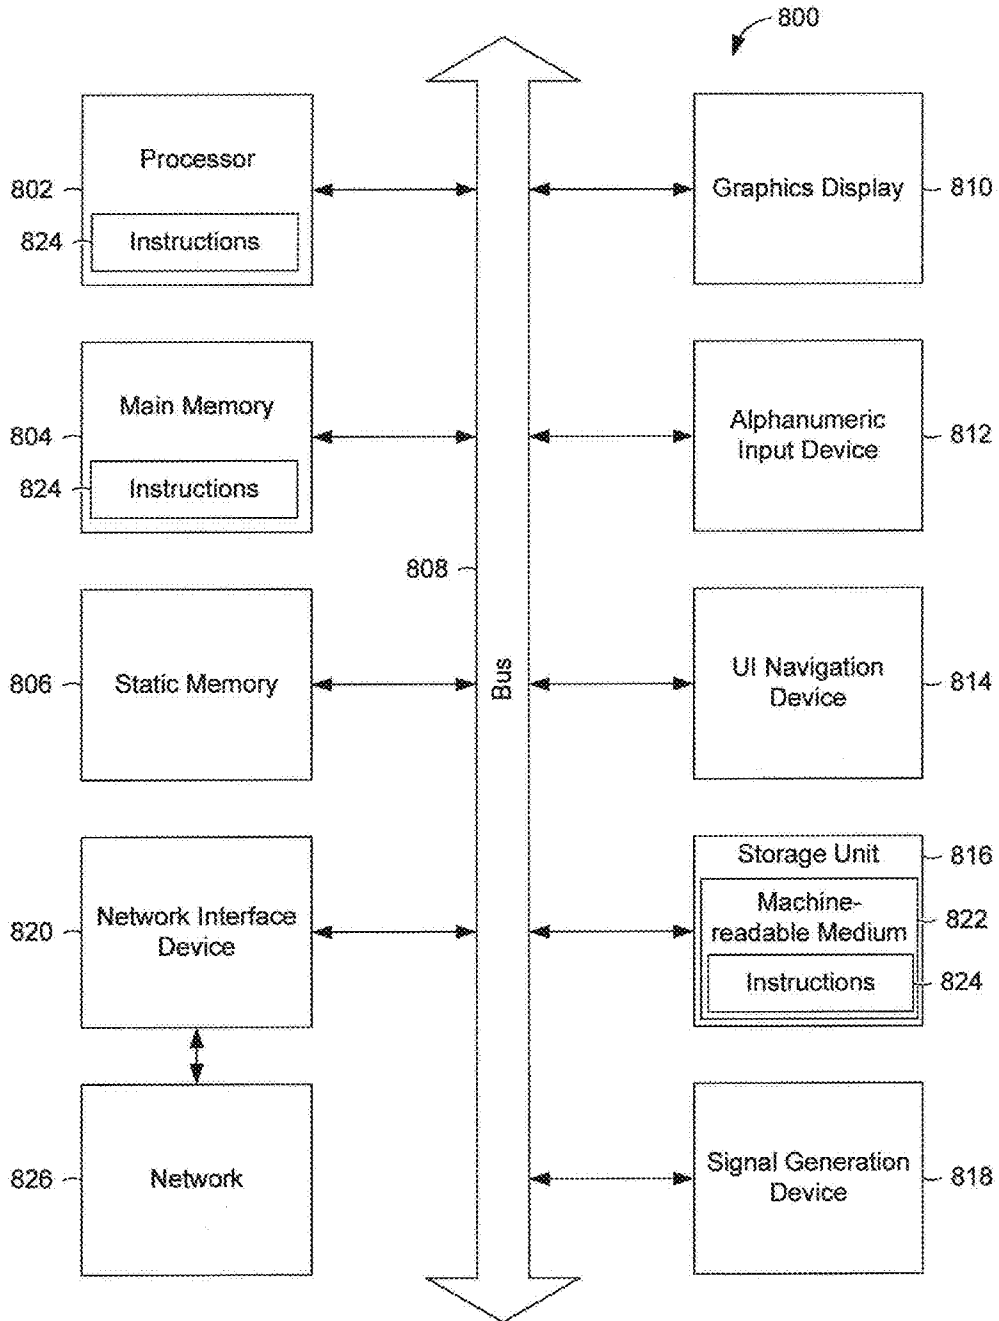 800
Processor
802
824
Instructions
Graphics Display
810
Main Memory
804
824
Instructions
Alphanumeric
Input Device
812
808
Bus
806
Static Memory
UI Navigation
Device
814
820
Network Interface
Device
Storage Unit
816
Machine-
readable Medium
822
Instructions
824
826
Network
Signal Generation
Device
818